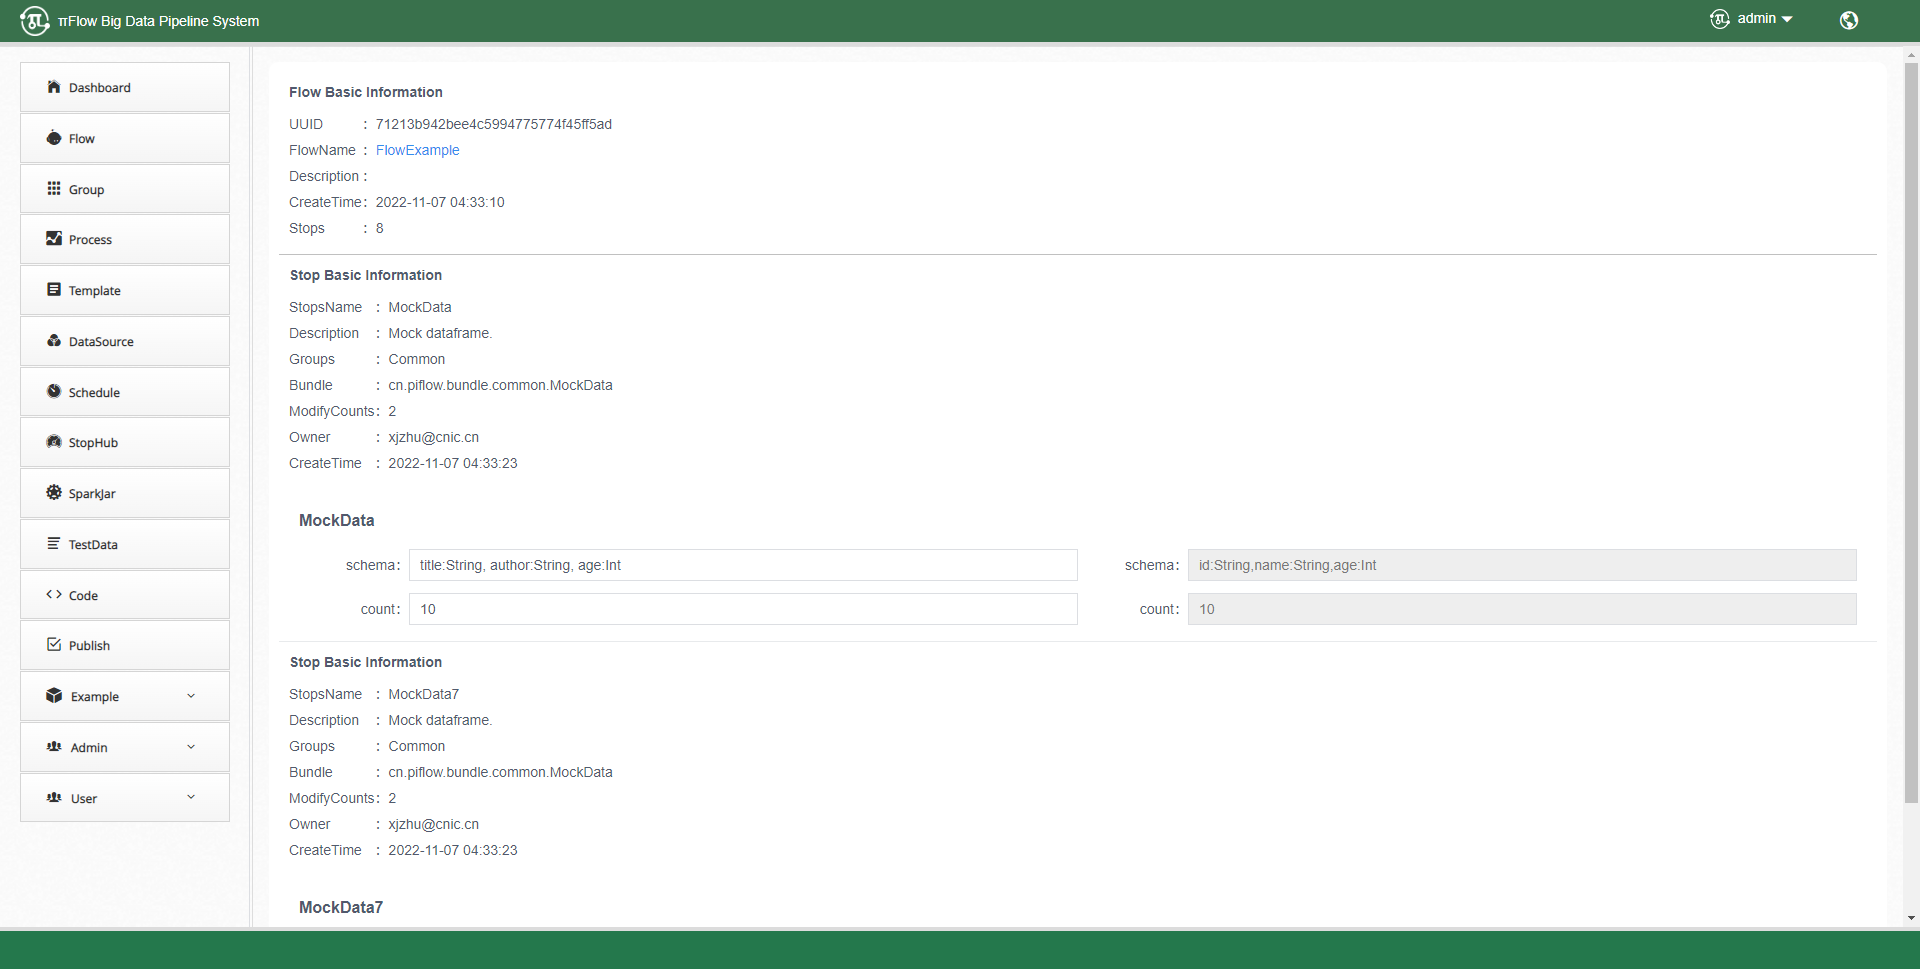 πFlow Big Data Pipeline System
admin
Dashboard
Flow
Group
Process
Template
DataSource
Schedule
StopHub
SparkJar
TestData
Code
Publish
Example
Admin
User
Flow Basic Information
UUID : 71213b942bee4c5994775774f45ff5ad
FlowName : FlowExample
Description :
CreateTime : 2022-11-07 04:33:10
Stops : 8
Stop Basic Information
StopsName : MockData
Description : Mock dataframe.
Groups : Common
Bundle : cn.piflow.bundle.common.MockData
ModifyCounts : 2
Owner : xjzhu@cnic.cn
CreateTime : 2022-11-07 04:33:23
MockData
schema: title:String, author:String, age:Int schema: id:String,name:String,age:Int
count: 10 count: 10
Stop Basic Information
StopsName : MockData7
Description : Mock dataframe.
Groups : Common
Bundle : cn.piflow.bundle.common.MockData
ModifyCounts : 2
Owner : xjzhu@cnic.cn
CreateTime : 2022-11-07 04:33:23
MockData7